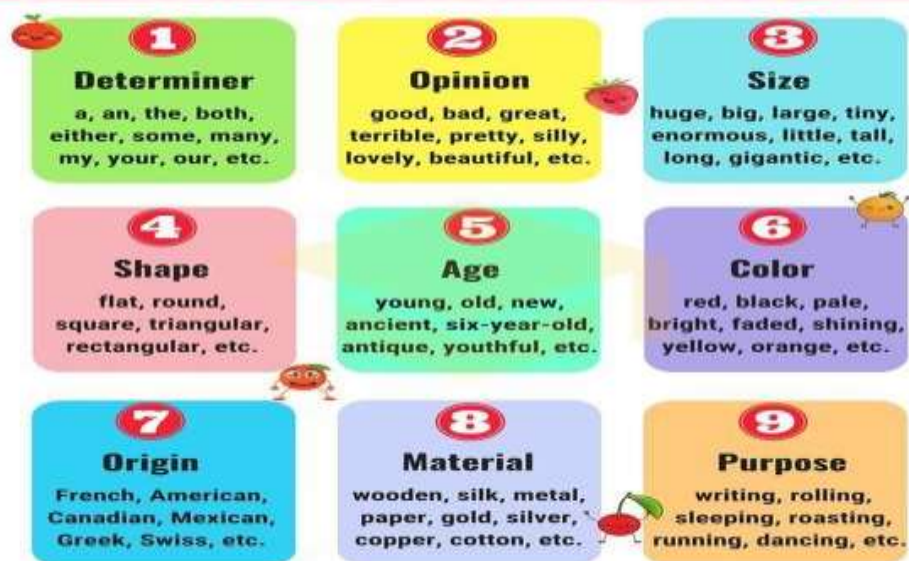 1
Determiner
a, an, the, both,
either, some, many,
my, your, our, etc.
2
Opinion
good, bad, great,
terrible, pretty, silly,
lovely, beautiful, etc.
3
Size
huge, big, large, tiny,
enormous, little, tall,
long, gigantic, etc.
4
Shape
flat, round,
square, triangular,
rectangular, etc.
5
Age
young, old, new,
ancient, six-year-old,
antique, youthful, etc.
6
Color
red, black, pale,
bright, faded, shining,
yellow, orange, etc.
7
Origin
French, American,
Canadian, Mexican,
Greek, Swiss, etc.
8
Material
wooden, silk, metal,
paper, gold, silver,
copper, cotton, etc.
9
Purpose
writing, rolling,
sleeping, roasting,
running, dancing, etc.